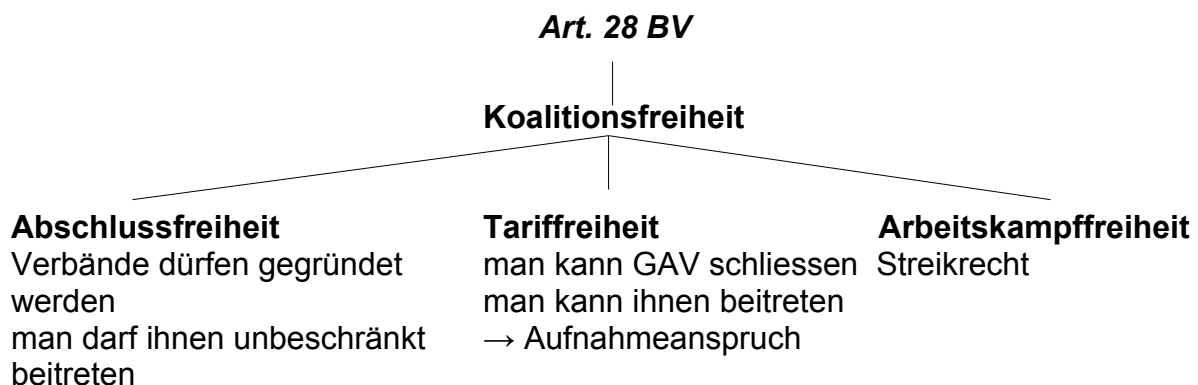 Art. 28 BV
Koalitionsfreiheit
Abschlussfreiheit
Verbände dürfen gegründet
werden
man darf ihnen unbeschränkt
beitreten
Tariffreiheit
man kann GAV schliessen
man kann ihnen beitreten
→ Aufnahmeanspruch
Arbeitskampffreiheit
Streikrecht